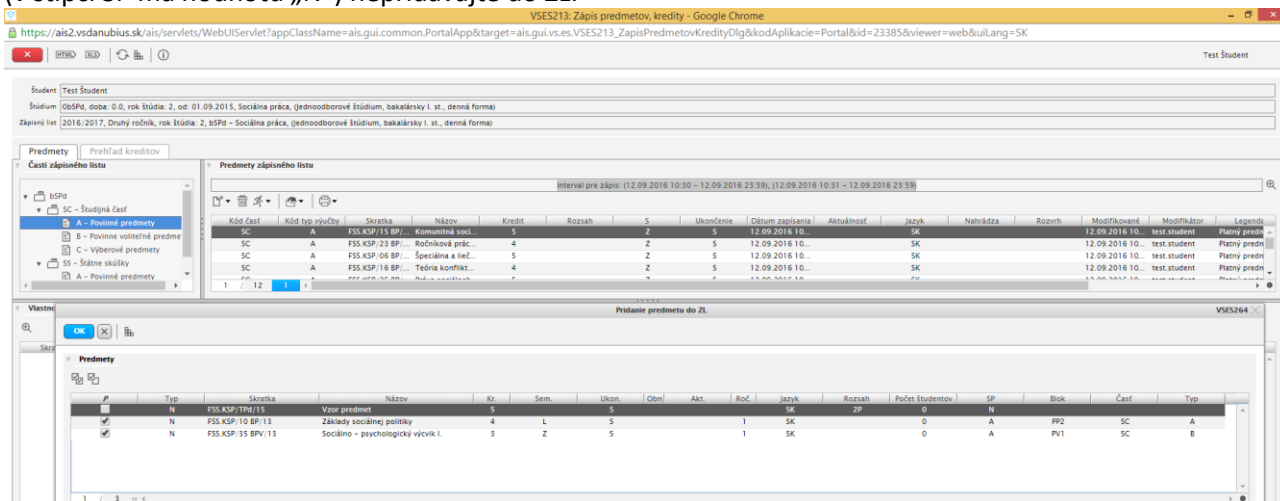 VSES213: Zápis predmetov, kredity - Google Chrome
https://ais2.vsdanubius.sk/ais/servlets/WebUIServlet?appClassName=ais.gui.common.PortalApp&target=ais.gui.vs.es.VSES213_ZapisPredmetovKredityDlg&kodAplikacie=Portal&id=23385&viewer=web&uiLang=SK
HTML XLS Test Študent
Študent Test Študent
Štúdium 0bSPd, doba: 0.0, rok štúdia: 2, od: 01.09.2015, Sociálna práca, (Jednoodborové štúdium, bakalársky I. st., denná forma)
Zápisný list 2016/2017, Druhý ročník, rok štúdia: 2, bSPd - Sociálna práca, (Jednoodborové štúdium, bakalársky I. st., denná forma)
Predmety Prehľad kreditov
Časti zápisného listu Predmety zápisného listu
Interval pre zápis: (12.09.2016 10:30 - 12.09.2016 23:59), (12.09.2016 10:31 - 12.09.2016 23:59)
bSPd
SC - Študijná časť
A - Povinné predmety
B - Povinne voliteľné predme
C - Výberové predmety
SS - Štátne skúšky
A - Povinné predmety
Kód časť Kód typ výučby Skratka Názov Kredit Rozsah S Ukončenie Dátum zapísania Aktuálnosť Jazyk Nahrádza Rozvrh Modifikované Modifikátor Legenda
SC A FSS.KSP/15 BP/... Komunitná soci... 5 Z S 12.09.2016 10... SK 12.09.2016 10... test.student Platný predn
SC A FSS.KSP/23 BP/... Ročníková prác... 4 Z S 12.09.2016 10... SK 12.09.2016 10... test.student Platný predn
SC A FSS.KSP/06 BP/... Špeciálna a lieč... 5 Z S 12.09.2016 10... SK 12.09.2016 10... test.student Platný predn
SC A FSS.KSP/16 BP/... Teória konflikt... 4 Z S 12.09.2016 10... SK 12.09.2016 10... test.student Platný predn
1 / 12 1
Vlastno Pridanie predmetu do ZL VSES264
OK
Skra
Predmety
P Typ Skratka Názov Kr. Sem. Ukon. Obn Akt. Roč. Jazyk Rozsah Počet študentov SP Blok Časť Typ
N FSS.KSP/TPd/15 Vzor predmet 5 S SK 2P 0 N
N FSS.KSP/10 BP/13 Základy sociálnej politiky 4 L S 1 SK 0 A PP2 SC A
N FSS.KSP/35 BPV/13 Sociálno - psychologický výcvik I. 3 Z S 1 SK 0 A PV1 SC B
1 / 3